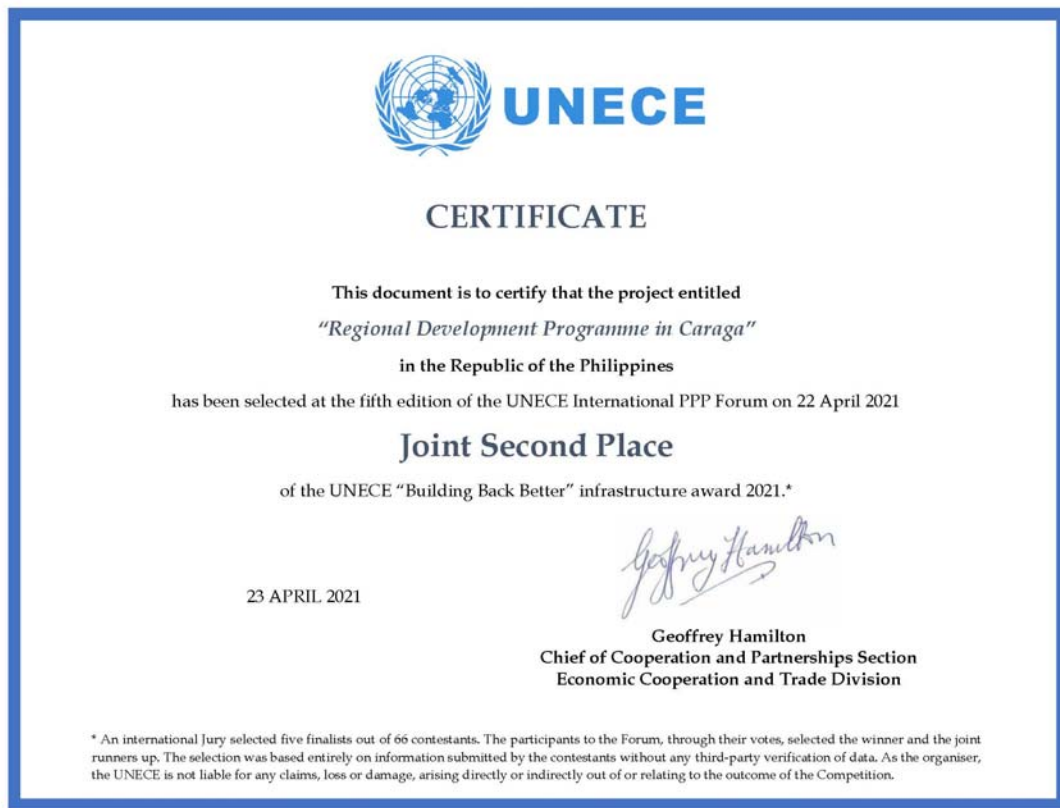 UNECE
CERTIFICATE
This document is to certify that the project entitled
“Regional Development Programme in Caraga”
in the Republic of the Philippines
has been selected at the fifth edition of the UNECE International PPP Forum on 22 April 2021
Joint Second Place
of the UNECE “Building Back Better” infrastructure award 2021.*
Geoffrey Hamilton
23 APRIL 2021
Geoffrey Hamilton
Chief of Cooperation and Partnerships Section
Economic Cooperation and Trade Division
* An international Jury selected five finalists out of 66 contestants. The participants to the Forum, through their votes, selected the winner and the joint
runners up. The selection was based entirely on information submitted by the contestants without any third-party verification of data. As the organiser,
the UNECE is not liable for any claims, loss or damage, arising directly or indirectly out of or relating to the outcome of the Competition.